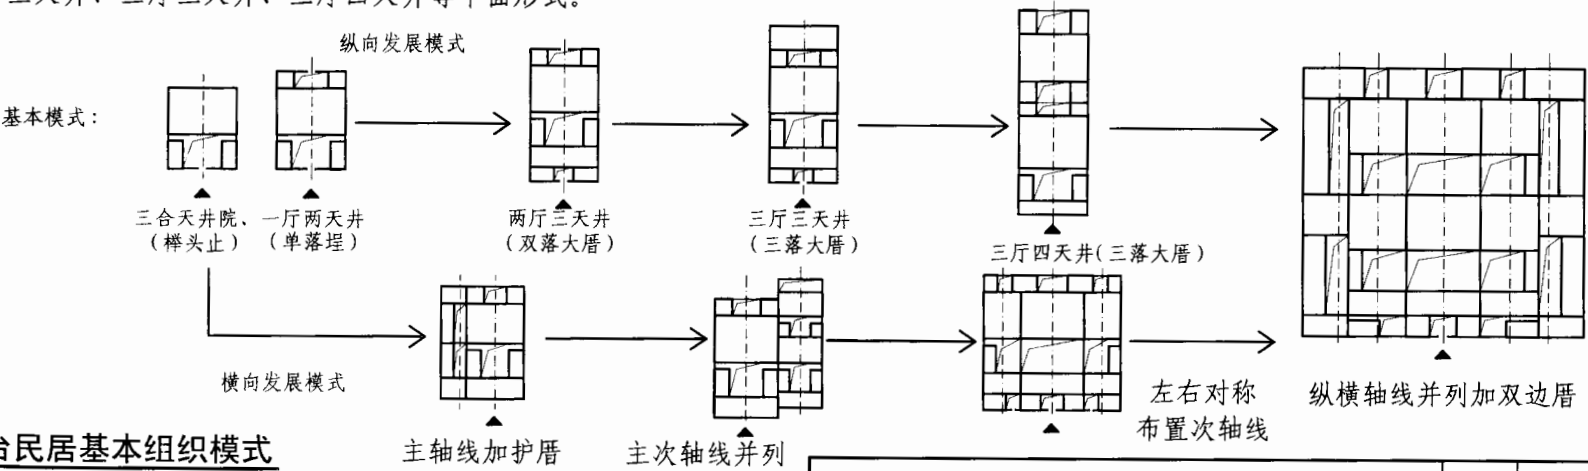 纵向发展模式
基本模式：
三合天井院、一厅两天井
（榉头止）（单落埕）
两厅三天井
（双落大厝）
三厅三天井
（三落大厝）
三厅四天井（三落大厝）
横向发展模式
主轴线加护厝
主次轴线并列
左右对称
布置次轴线
纵横轴线并列加双边厝
民居基本组织模式